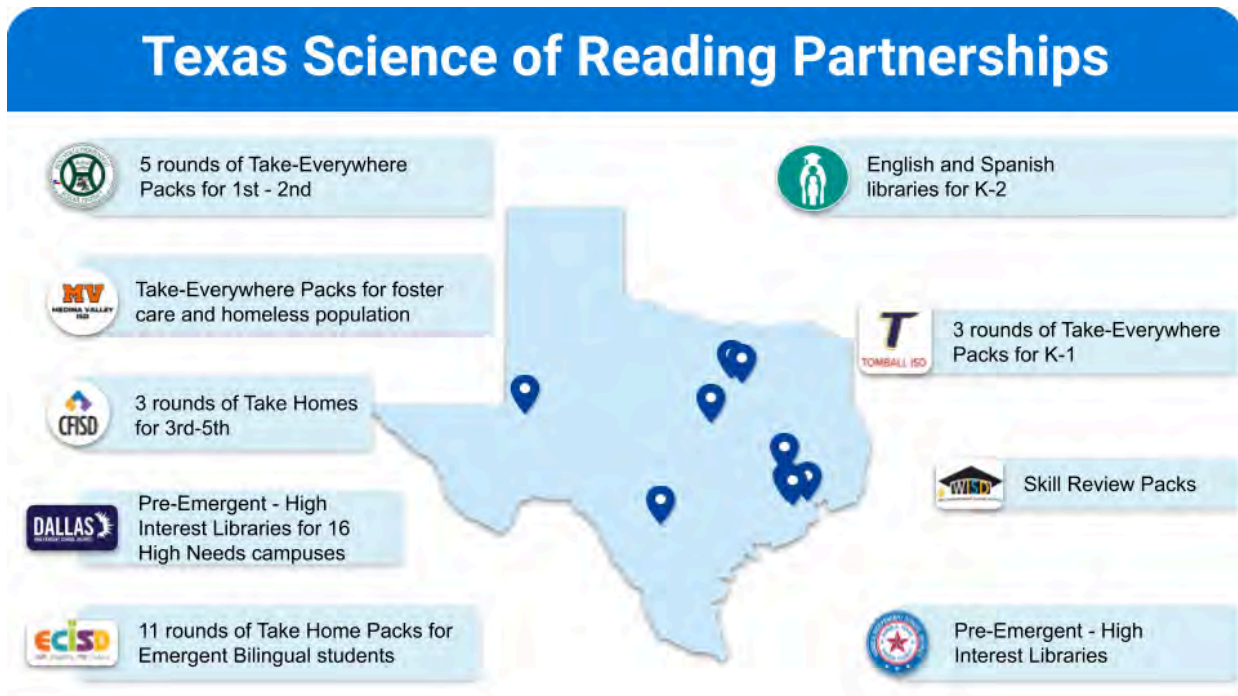 Texas Science of Reading Partnerships
5 rounds of Take-Everywhere
Packs for 1st - 2nd
English and Spanish
libraries for K-2
MV
MEDINA VALLEY
ISD
Take-Everywhere Packs for foster
care and homeless population
T
TOMBALL ISD
3 rounds of Take-Everywhere
Packs for K-1
CFISD
3 rounds of Take Homes
for 3rd-5th
DALLAS
Pre-Emergent - High
Interest Libraries for 16
High Needs campuses
WISD
Skill Review Packs
ECISD
11 rounds of Take Home Packs for
Emergent Bilingual students
Pre-Emergent - High
Interest Libraries